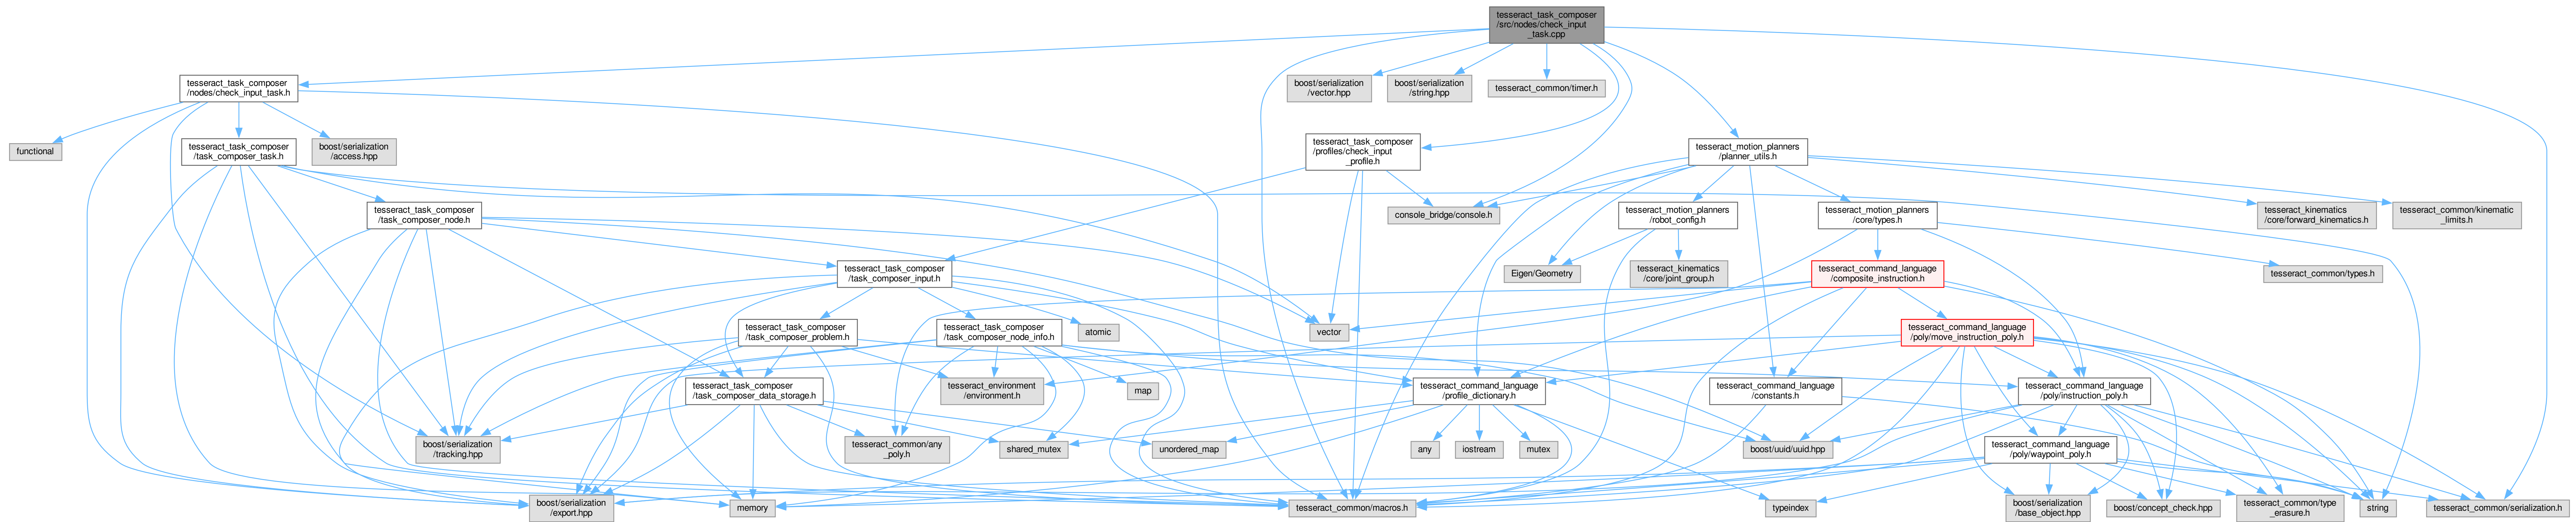 tesseract_task_composer
/src/nodes/check_input
_task.cpp
tesseract_task_composer
/nodes/check_input_task.h
boost/serialization
/vector.hpp
boost/serialization
/string.hpp
tesseract_common/timer.h
functional
tesseract_task_composer
/task_composer_task.h
boost/serialization
/access.hpp
tesseract_task_composer
/profiles/check_input
_profile.h
tesseract_motion_planners
/planner_utils.h
tesseract_task_composer
/task_composer_node.h
console_bridge/console.h
tesseract_motion_planners
/robot_config.h
tesseract_motion_planners
/core/types.h
tesseract_kinematics
/core/forward_kinematics.h
tesseract_common/kinematic
_limits.h
tesseract_task_composer
/task_composer_input.h
Eigen/Geometry
tesseract_kinematics
/core/joint_group.h
tesseract_command_language
/composite_instruction.h
tesseract_common/types.h
tesseract_task_composer
/task_composer_problem.h
tesseract_task_composer
/task_composer_node_info.h
atomic
vector
tesseract_command_language
/poly/move_instruction_poly.h
tesseract_task_composer
/task_composer_data_storage.h
tesseract_environment
/environment.h
map
tesseract_command_language
/profile_dictionary.h
tesseract_command_language
/constants.h
tesseract_command_language
/poly/instruction_poly.h
boost/serialization
/tracking.hpp
tesseract_common/any
_poly.h
shared_mutex
unordered_map
any
iostream
mutex
boost/uuid/uuid.hpp
tesseract_command_language
/poly/waypoint_poly.h
boost/serialization
/export.hpp
memory
tesseract_common/macros.h
typeindex
boost/serialization
/base_object.hpp
boost/concept_check.hpp
tesseract_common/type
_erasure.h
string
tesseract_common/serialization.h